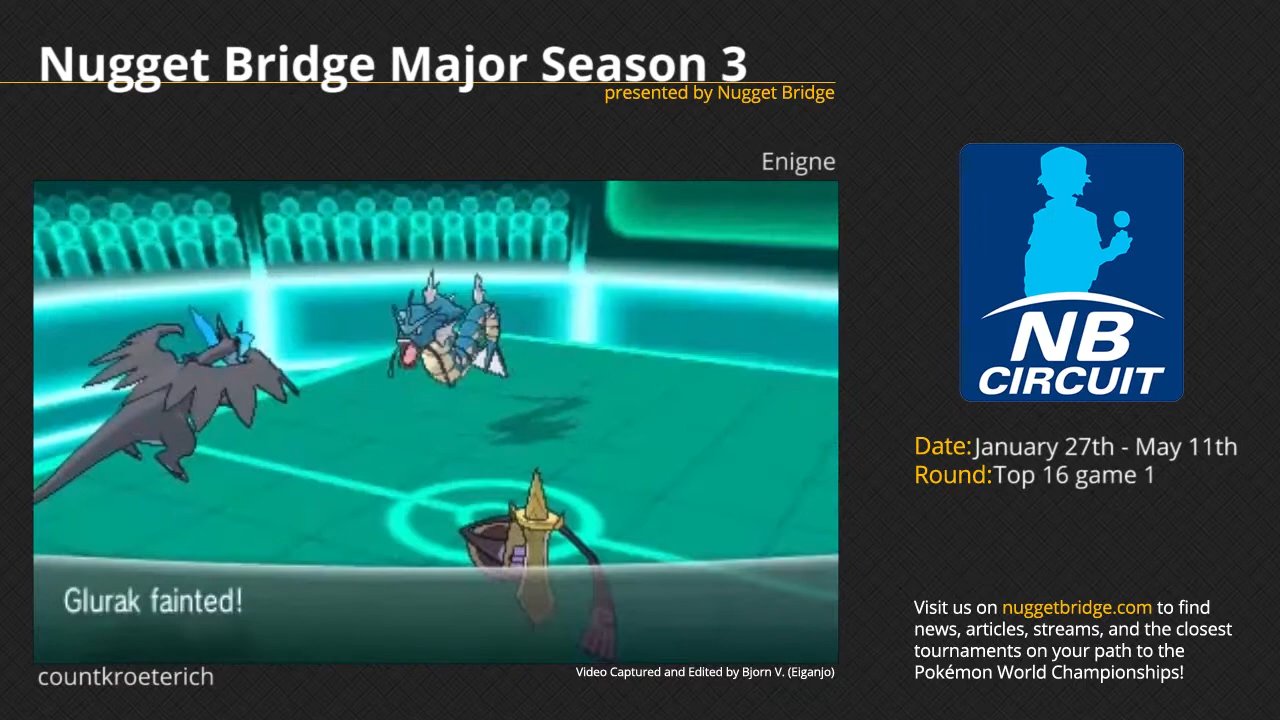 Nugget Bridge Major Season 3
presented by Nugget Bridge
Enigne
NB
CIRCUIT
Date:January 27th - May 11th
Round:Top 16 game 1
Glurak fainted!
Visit us on nuggetbridge.com to find
news, articles, streams, and the closest
tournaments on your path to the
Pokémon World Championships!
countkroeterich
Video Captured and Edited by Bjorn V. (Eiganjo)